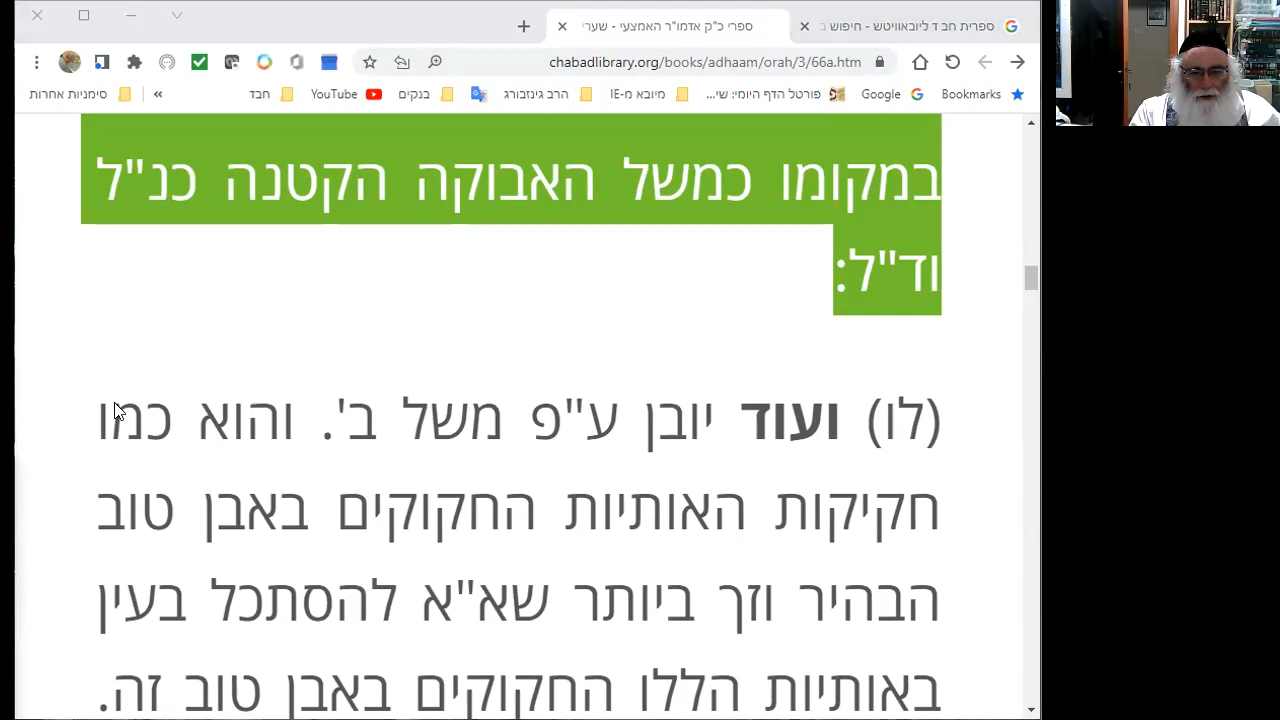 ספרי כ"ק אדמו"ר האמצעי - שערי
ספרית חב ד ליובאוויטש - חיפוש ב
chabadlibrary.org/books/adhaam/orah/3/66a.htm
Bookmarks
Google
פורטל הדף היומי: שי...
מיובא מ-IE
הרב גינזבורג
בנקים
YouTube
חבד
»
סימניות אחרות
במקומו כמשל האבוקה הקטנה כנ"ל
וד"ל:
(לו) ועוד יובן ע"פ משל ב'. והוא כמו
חקיקות האותיות החקוקים באבן טוב
הבהיר וזך ביותר שא"א להסתכל בעין
באותיות הללו החקוקים באבן טוב זה.